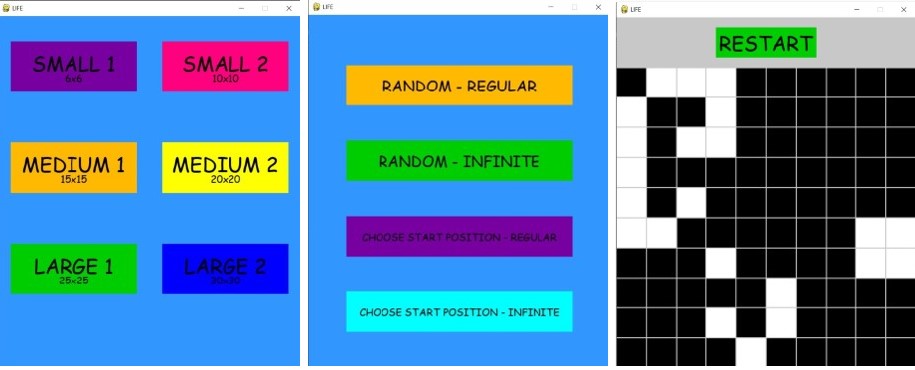 LIFE
SMALL 1
6x6
SMALL 2
10x10
MEDIUM 1
15x15
MEDIUM 2
20x20
LARGE 1
25x25
LARGE 2
30x30
LIFE
RANDOM - REGULAR
RANDOM - INFINITE
CHOOSE START POSITION - REGULAR
CHOOSE START POSITION - INFINITE
LIFE
RESTART